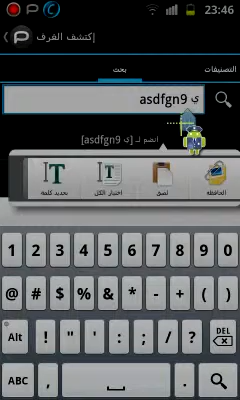 23:46
إكتشف الغرف
بحث التصنيفات
ي asdfgn9
انضم لـ [ي asdfgn9]
تحديد كلمة اختيار الكل لصق الحافظة
1 2 3 4 5 6 7 8 9 0
@ # $ % & * - + ( )
Alt ! " ' : ; / ? DEL
ABC , .